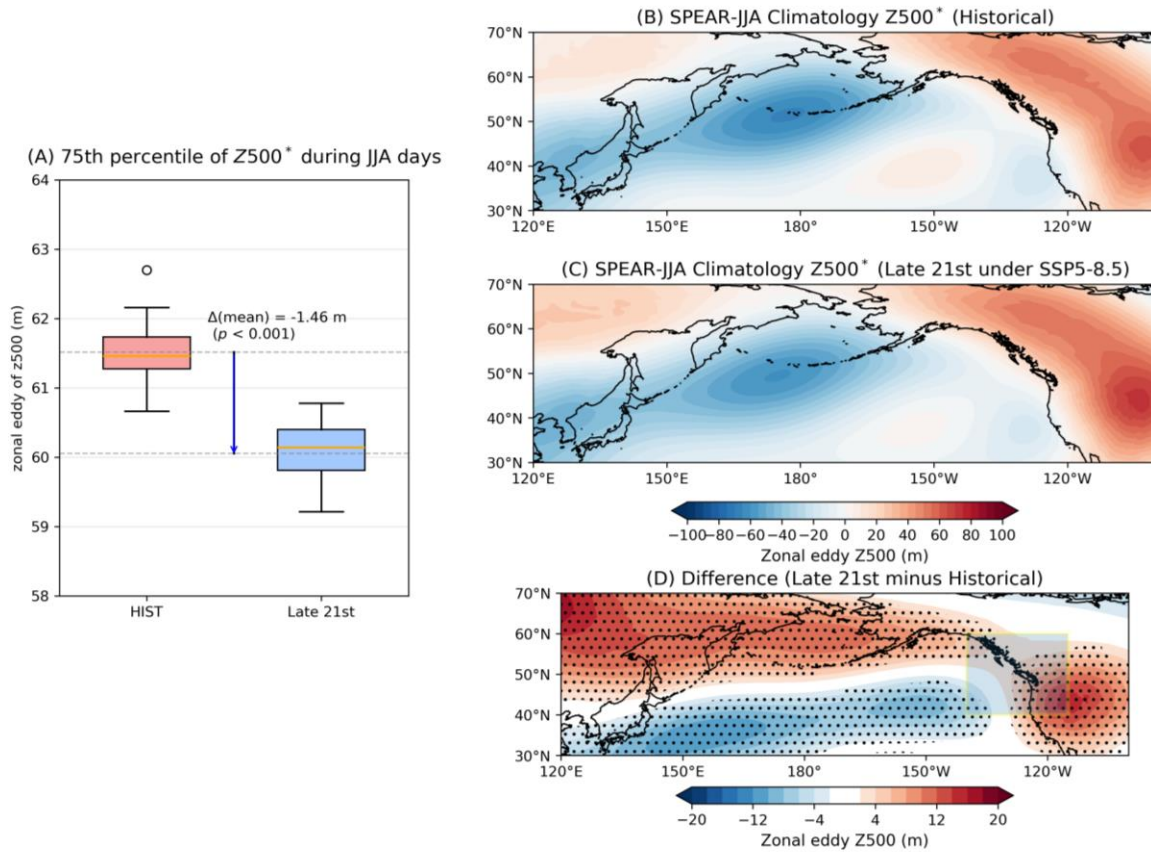 (A) 75th percentile of Z500* during JJA days
64
63
62
61
60
59
58
zonal eddy of z500 (m)
Δ(mean) = -1.46 m
(p < 0.001)
HIST Late 21st
(B) SPEAR-JJA Climatology Z500* (Historical)
70°N
60°N
50°N
40°N
30°N
120°E 150°E 180° 150°W 120°W
(C) SPEAR-JJA Climatology Z500* (Late 21st under SSP5-8.5)
70°N
60°N
50°N
40°N
30°N
120°E 150°E 180° 150°W 120°W
−100 −80 −60 −40 −20 0 20 40 60 80 100
Zonal eddy Z500 (m)
(D) Difference (Late 21st minus Historical)
70°N
60°N
50°N
40°N
30°N
120°E 150°E 180° 150°W 120°W
−20 −12 −4 4 12 20
Zonal eddy Z500 (m)